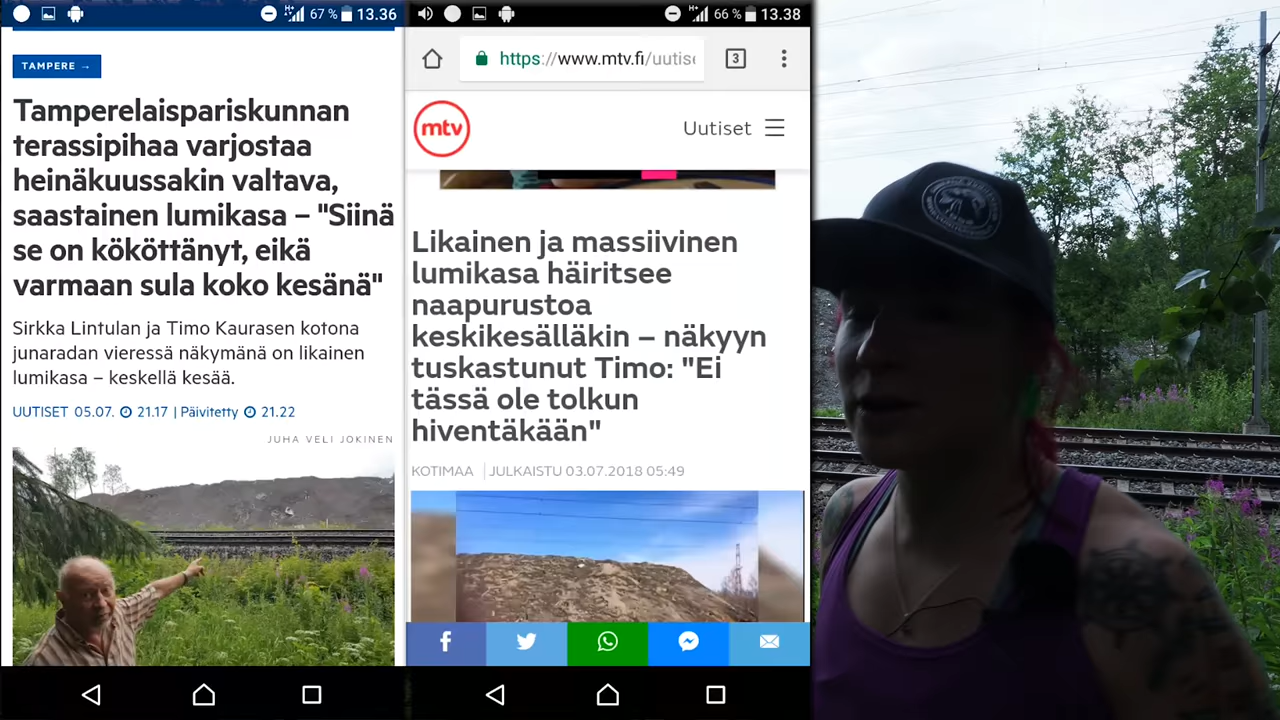 67 % 13.36
TAMPERE →
Tamperelaispariskunnan
terassipihaa varjostaa
heinäkuussakin valtava,
saastainen lumikasa – "Siinä
se on kököttänyt, eikä
varmaan sula koko kesänä"
Sirkka Lintulan ja Timo Kaurasen kotona
junaradan vieressä näkymänä on likainen
lumikasa – keskellä kesää.
UUTISET 05.07. 21.17 | Päivitetty 21.22
JUHA VELI JOKINEN
66 % 13.38
https://www.mtv.fi/uutise
3
mtv
Uutiset
Likainen ja massiivinen
lumikasa häiritsee
naapurustoa
keskikesälläkin – näkyyn
tuskastunut Timo: "Ei
tässä ole tolkun
hiventäkään"
KOTIMAA | JULKAISTU 03.07.2018 05:49